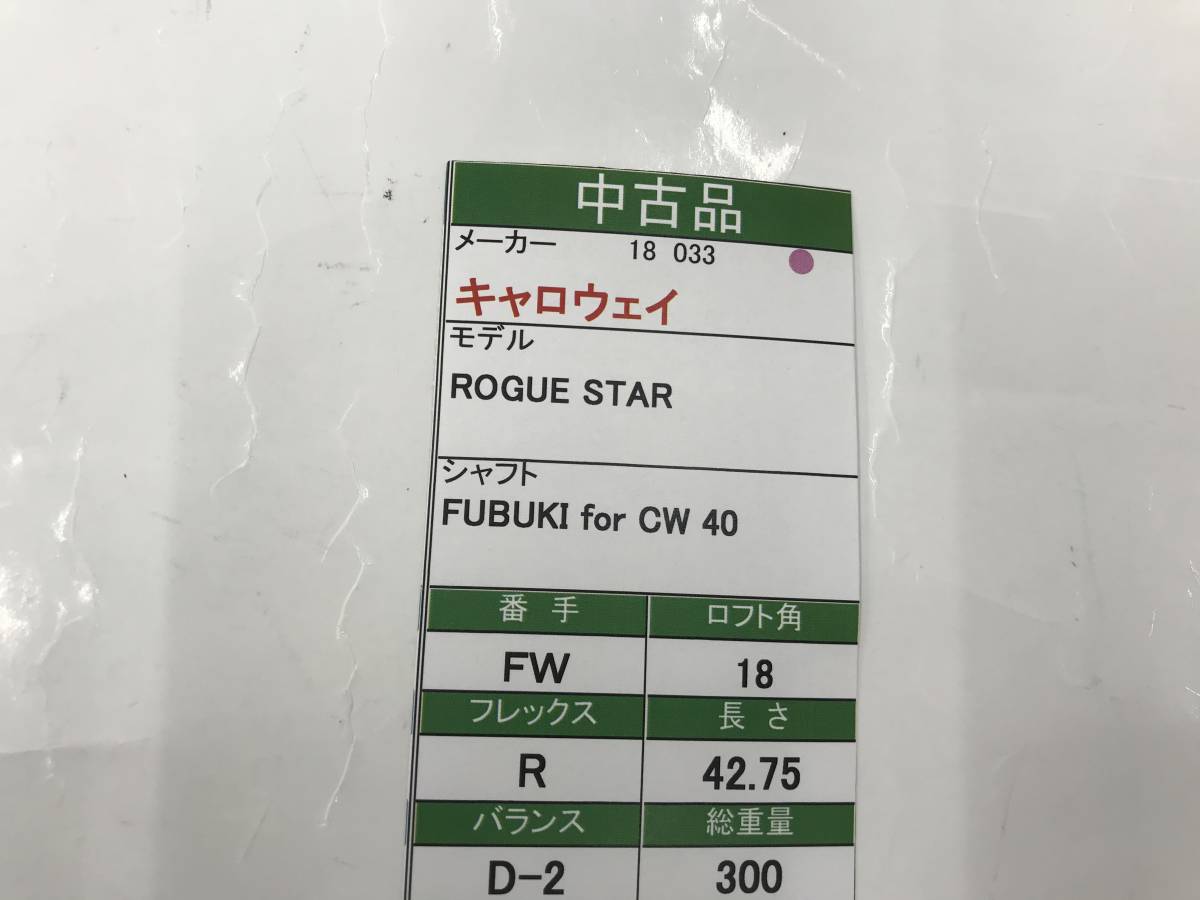 中古品
メーカー 18 033
キャロウェイ
モデル
ROGUE STAR
シャフト
FUBUKI for CW 40
番 手 ロフト角
FW 18
フレックス 長 さ
R 42.75
バランス 総重量
D-2 300